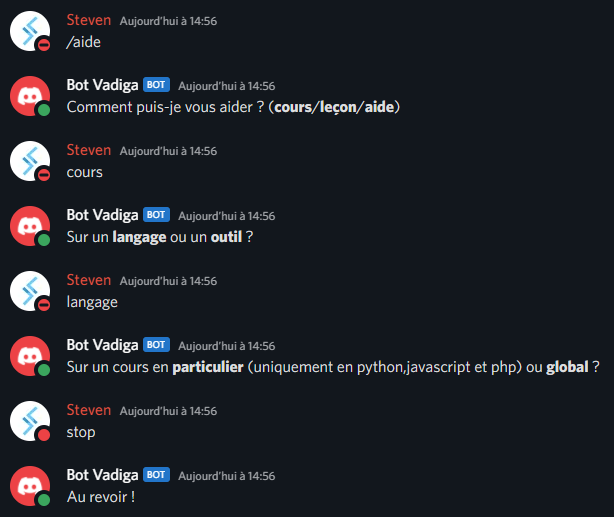 Steven Aujourd'hui à 14:56
/aide
Bot Vadiga BOT Aujourd'hui à 14:56
Comment puis-je vous aider ? (cours/leçon/aide)
Steven Aujourd'hui à 14:56
cours
Bot Vadiga BOT Aujourd'hui à 14:56
Sur un langage ou un outil ?
Steven Aujourd'hui à 14:56
langage
Bot Vadiga BOT Aujourd'hui à 14:56
Sur un cours en particulier (uniquement en python,javascript et php) ou global ?
Steven Aujourd'hui à 14:56
stop
Bot Vadiga BOT Aujourd'hui à 14:56
Au revoir !